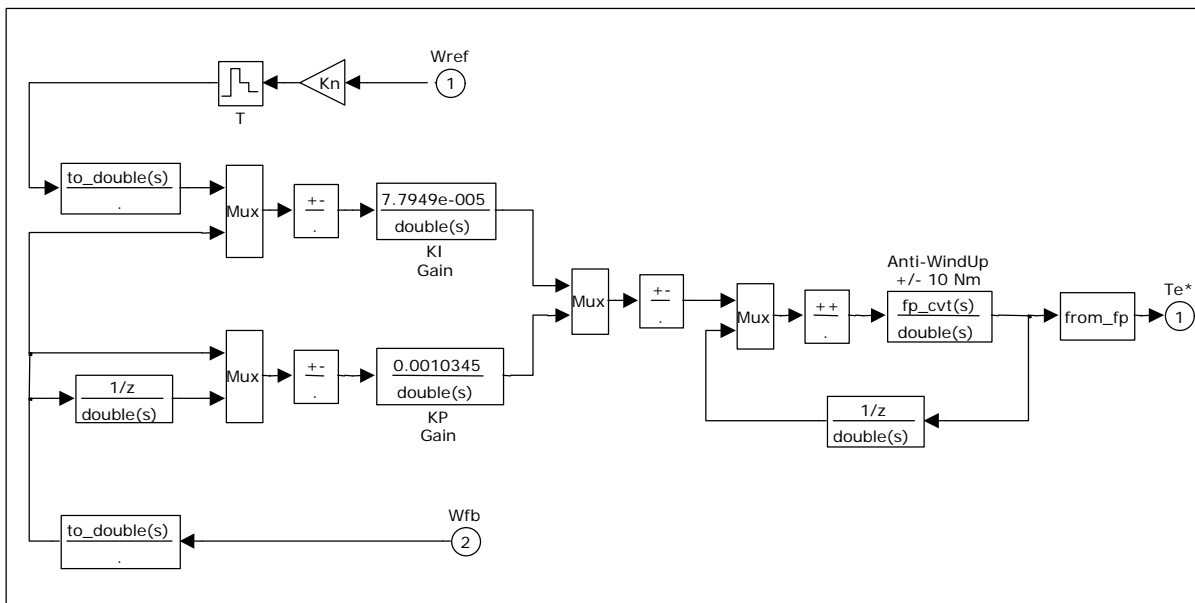 Wref
1
Kn
T
to_double(s)
.
Mux
+-
.
7.7949e-005
double(s)
KI
Gain
Mux
+-
.
Mux
++
.
Anti-WindUp
+/- 10 Nm
fp_cvt(s)
double(s)
from_fp
Te*
1
1/z
double(s)
Mux
+-
.
0.0010345
double(s)
KP
Gain
1/z
double(s)
to_double(s)
.
Wfb
2